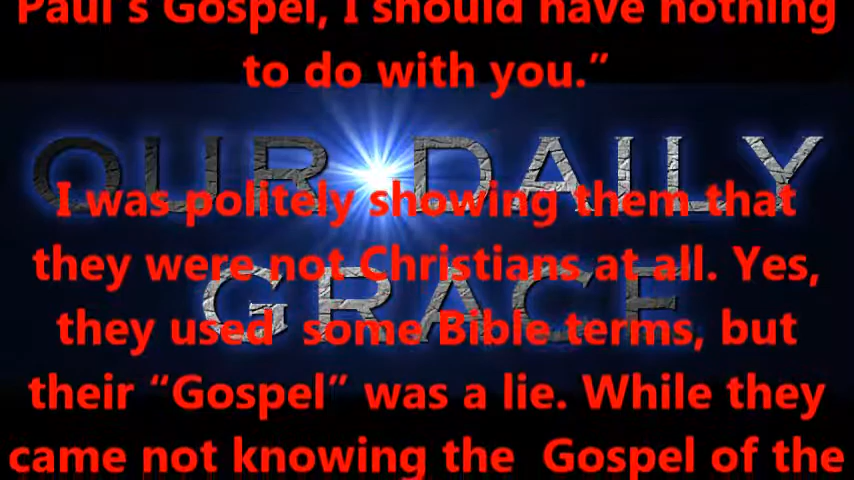 Paul's Gospel, I should have nothing
to do with you.”
OUR DAILY
I was politely showing them that
they were not Christians at all. Yes,
GRACE
they used some Bible terms, but
their “Gospel” was a lie. While they
came not knowing the Gospel of the